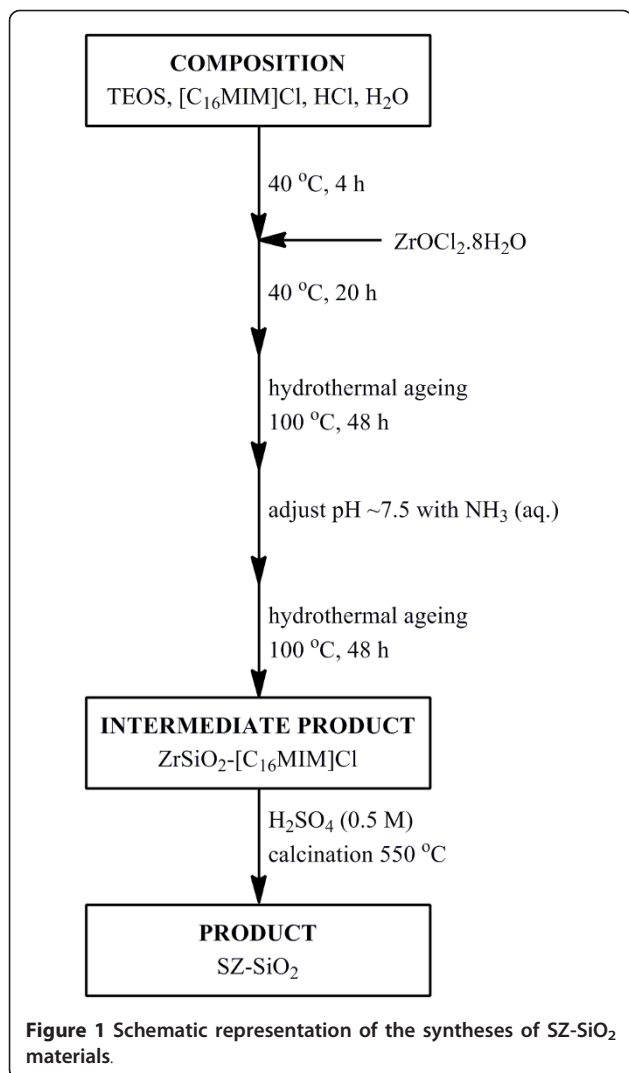 COMPOSITION
TEOS, [C₁₆MIM]Cl, HCl, H₂O
40 °C, 4 h
ZrOCl₂.8H₂O
40 °C, 20 h
hydrothermal ageing
100 °C, 48 h
adjust pH ~7.5 with NH₃ (aq.)
hydrothermal ageing
100 °C, 48 h
INTERMEDIATE PRODUCT
ZrSiO₂-[C₁₆MIM]Cl
H₂SO₄ (0.5 M)
calcination 550 °C
PRODUCT
SZ-SiO₂
Figure 1 Schematic representation of the syntheses of SZ-SiO₂
materials.